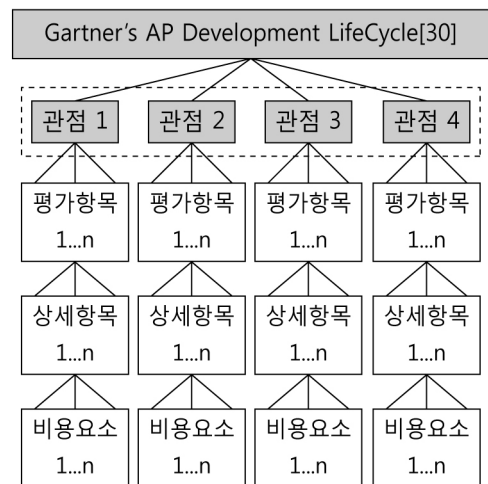 Gartner's AP Development LifeCycle[30]
관점 1 관점 2 관점 3 관점 4
평가항목 평가항목 평가항목 평가항목
1...n 1...n 1...n 1...n
상세항목 상세항목 상세항목 상세항목
1...n 1...n 1...n 1...n
비용요소 비용요소 비용요소 비용요소
1...n 1...n 1...n 1...n